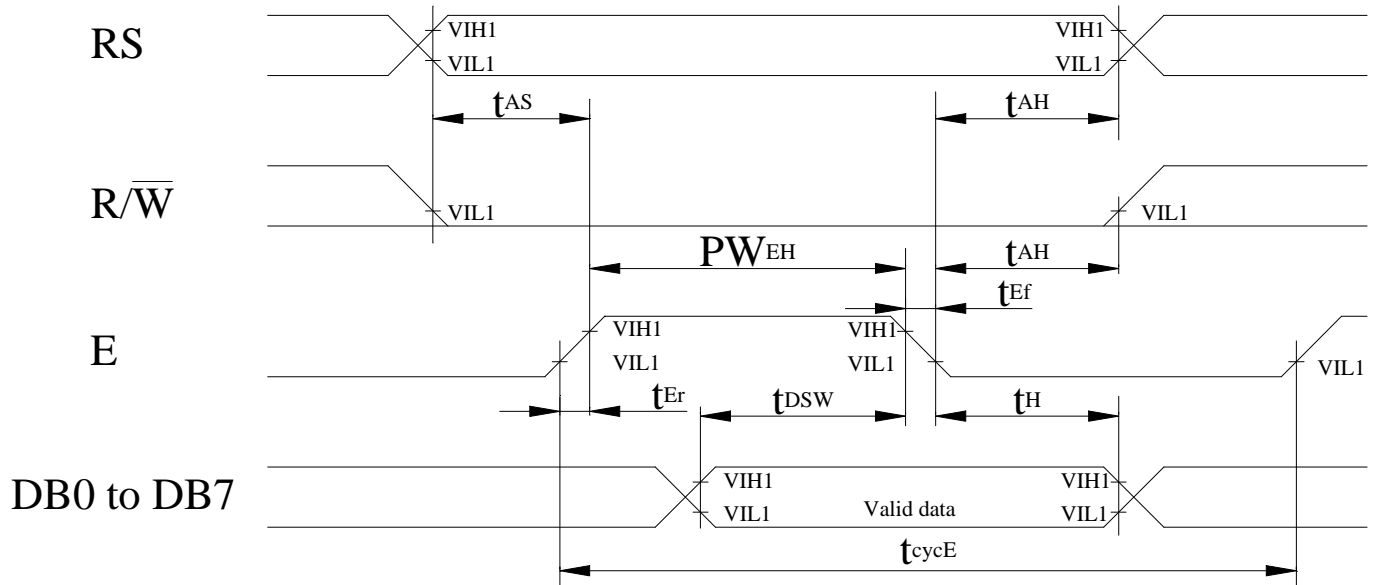 RS
VIH1
VIL1
VIH1
VIL1
tAS
tAH
R/W̅
VIL1
VIL1
PWEH
tAH
tEf
E
VIH1
VIL1
VIH1
VIL1
VIL1
tEr
tDSW
tH
DB0 to DB7
VIH1
VIL1
Valid data
VIH1
VIL1
tcycE